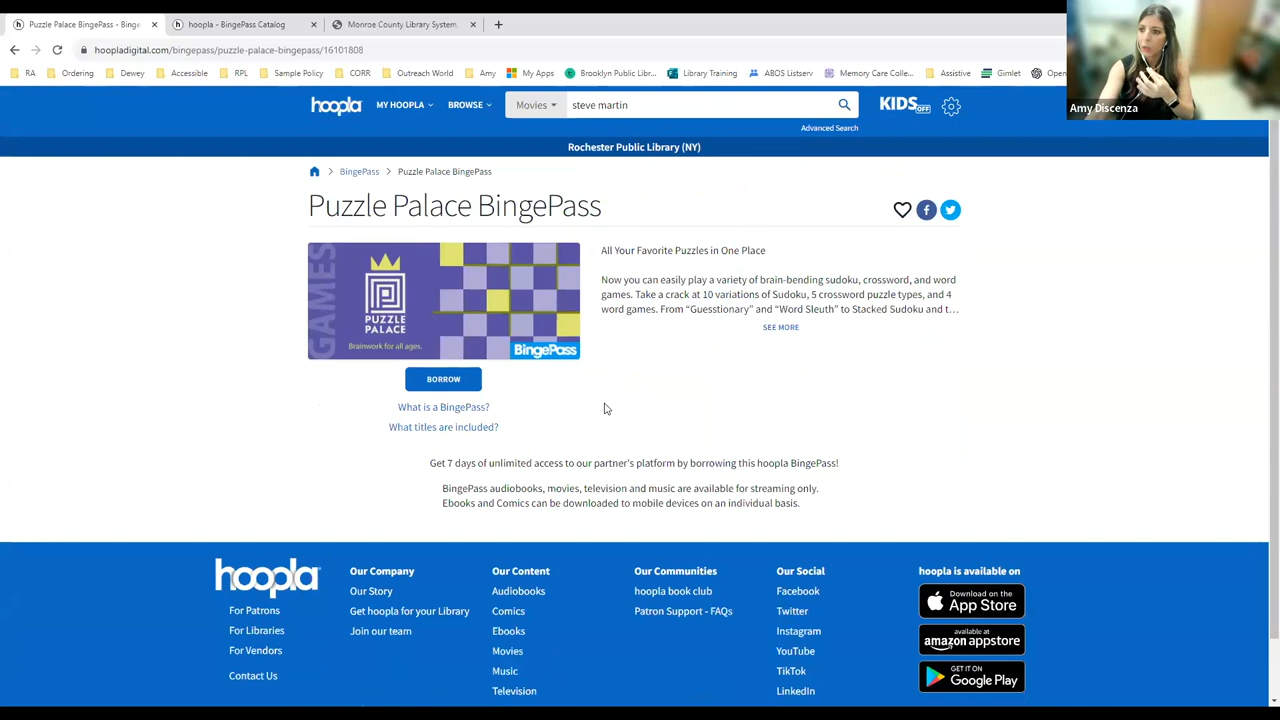 Puzzle Palace BingePass - Binge
hoopla - BingePass Catalog
Monroe County Library System
hoopladigital.com/bingepass/puzzle-palace-bingepass/16101808
RA
Ordering
Dewey
Accessible
RPL
Sample Policy
CORR
Outreach World
Amy
My Apps
Brooklyn Public Libr...
Library Training
ABOS Listserv
Memory Care Colle...
Assistive
Gimlet
Open
Amy Discenza
hoopla
MY HOOPLA
BROWSE
Movies
steve martin
KIDS OFF
Advanced Search
Rochester Public Library (NY)
BingePass
Puzzle Palace BingePass
Puzzle Palace BingePass
GAMES
PUZZLE
PALACE
Brainwork for all ages.
BingePass
All Your Favorite Puzzles in One Place
Now you can easily play a variety of brain-bending sudoku, crossword, and word
games. Take a crack at 10 variations of Sudoku, 5 crossword puzzle types, and 4
word games. From “Guesstionary” and “Word Sleuth” to Stacked Sudoku and t...
SEE MORE
BORROW
What is a BingePass?
What titles are included?
Get 7 days of unlimited access to our partner's platform by borrowing this hoopla BingePass!
BingePass audiobooks, movies, television and music are available for streaming only.
Ebooks and Comics can be downloaded to mobile devices on an individual basis.
hoopla
For Patrons
For Libraries
For Vendors
Contact Us
Our Company
Our Story
Get hoopla for your Library
Join our team
Our Content
Audiobooks
Comics
Ebooks
Movies
Music
Television
Our Communities
hoopla book club
Patron Support - FAQs
Our Social
Facebook
Twitter
Instagram
YouTube
TikTok
LinkedIn
hoopla is available on
Download on the
App Store
available at
amazon appstore
GET IT ON
Google Play